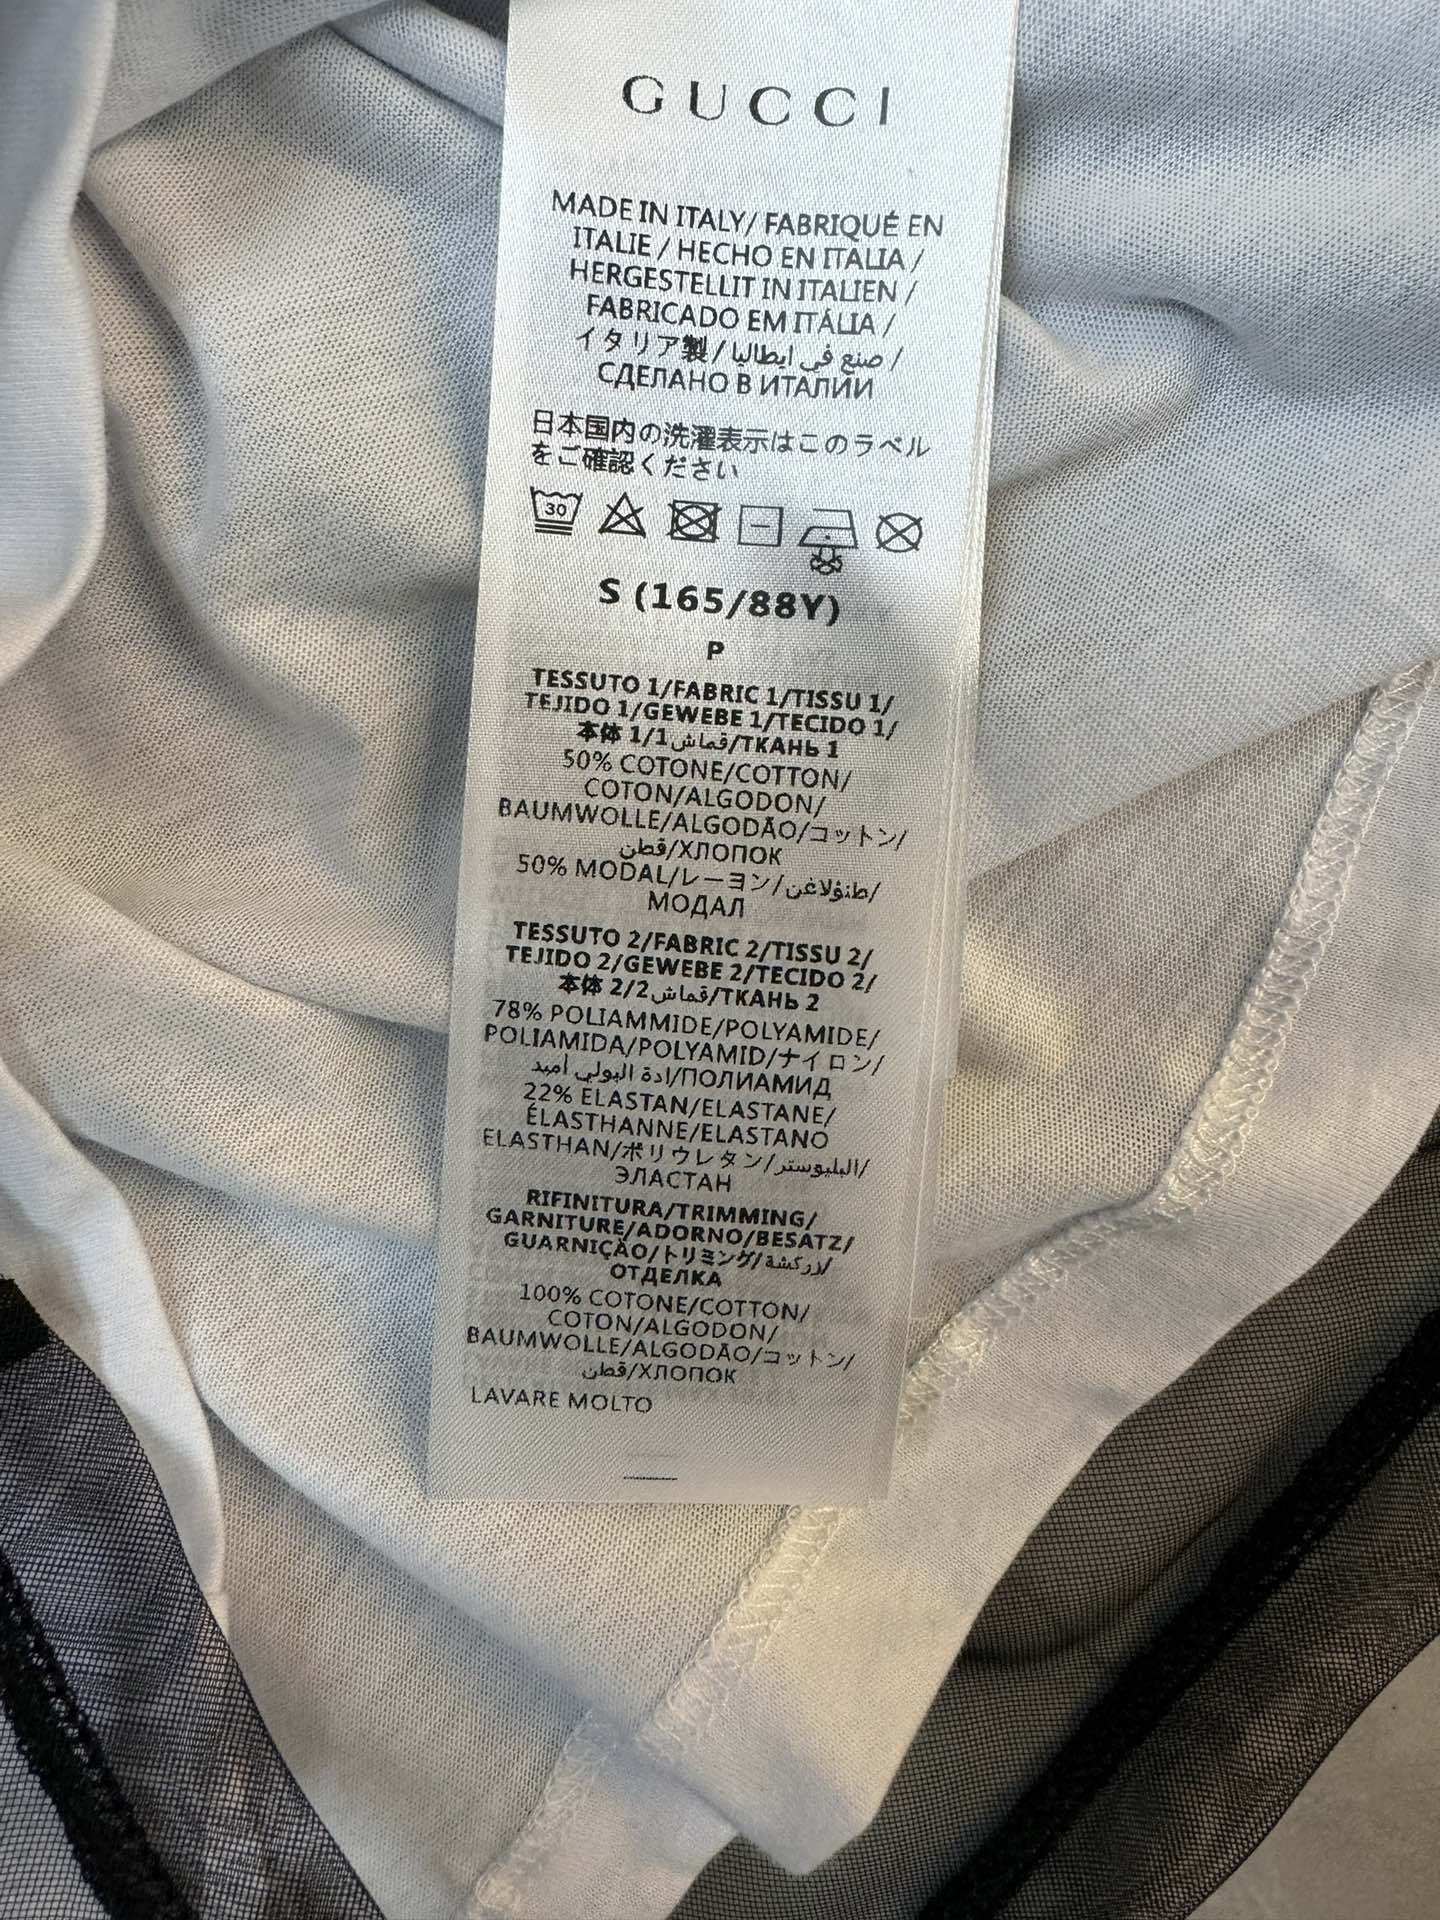 GUCCI
MADE IN ITALY/ FABRIQUÉ EN
ITALIE / HECHO EN ITALIA /
HERGESTELLIT IN ITALIEN /
FABRICADO EM ITÁLIA /
イタリア製 / صنع في ايطاليا /
СДЕЛАНО В ИТАЛИИ
日本国内の洗濯表示はこのラベル
をご確認ください
30
S (165/88Y)
P
TESSUTO 1/FABRIC 1/TISSU 1/
TEJIDO 1/GEWEBE 1/TECIDO 1/
本体 1/1قماش/ТКАНЬ 1
50% COTONE/COTTON/
COTON/ALGODON/
BAUMWOLLE/ALGODÃO/コットン/
قطن/ХЛОПОК
50% MODAL/レーヨン/
МОДАЛ
TESSUTO 2/FABRIC 2/TISSU 2/
TEJIDO 2/GEWEBE 2/TECIDO 2/
本体 2/2قماش/ТКАНЬ 2
78% POLIAMMIDE/POLYAMIDE/
POLIAMIDA/POLYAMID/ナイロン/
ادة البولي أميد/ПОЛИАМИД
22% ELASTAN/ELASTANE/
ÉLASTHANNE/ELASTANO
ELASTHAN/ポリウレタン/البليوستر/
ЭЛАСТАН
RIFINITURA/TRIMMING/
GARNITURE/ADORNO/BESATZ/
GUARNIÇÃO/トリミング/
ОТДЕЛКА
100% COTONE/COTTON/
COTON/ALGODON/
BAUMWOLLE/ALGODÃO/コットン/
قطن/ХЛОПОК
LAVARE MOLTO